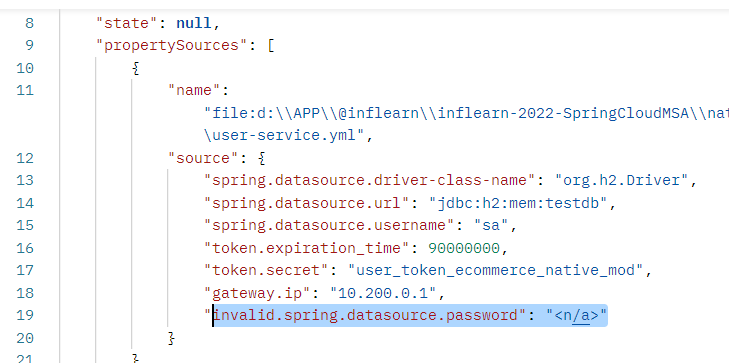 8 "state": null,
9 "propertySources": [
10 {
11 "name":
"file:d:\\APP\\@inflearn\\inflearn-2022-SpringCloudMSA\\nat
\user-service.yml",
12 "source": {
13 "spring.datasource.driver-class-name": "org.h2.Driver",
14 "spring.datasource.url": "jdbc:h2:mem:testdb",
15 "spring.datasource.username": "sa",
16 "token.expiration_time": 90000000,
17 "token.secret": "user_token_ecommerce_native_mod",
18 "gateway.ip": "10.200.0.1",
19 "invalid.spring.datasource.password": "<n/a>"
20 }
21 }